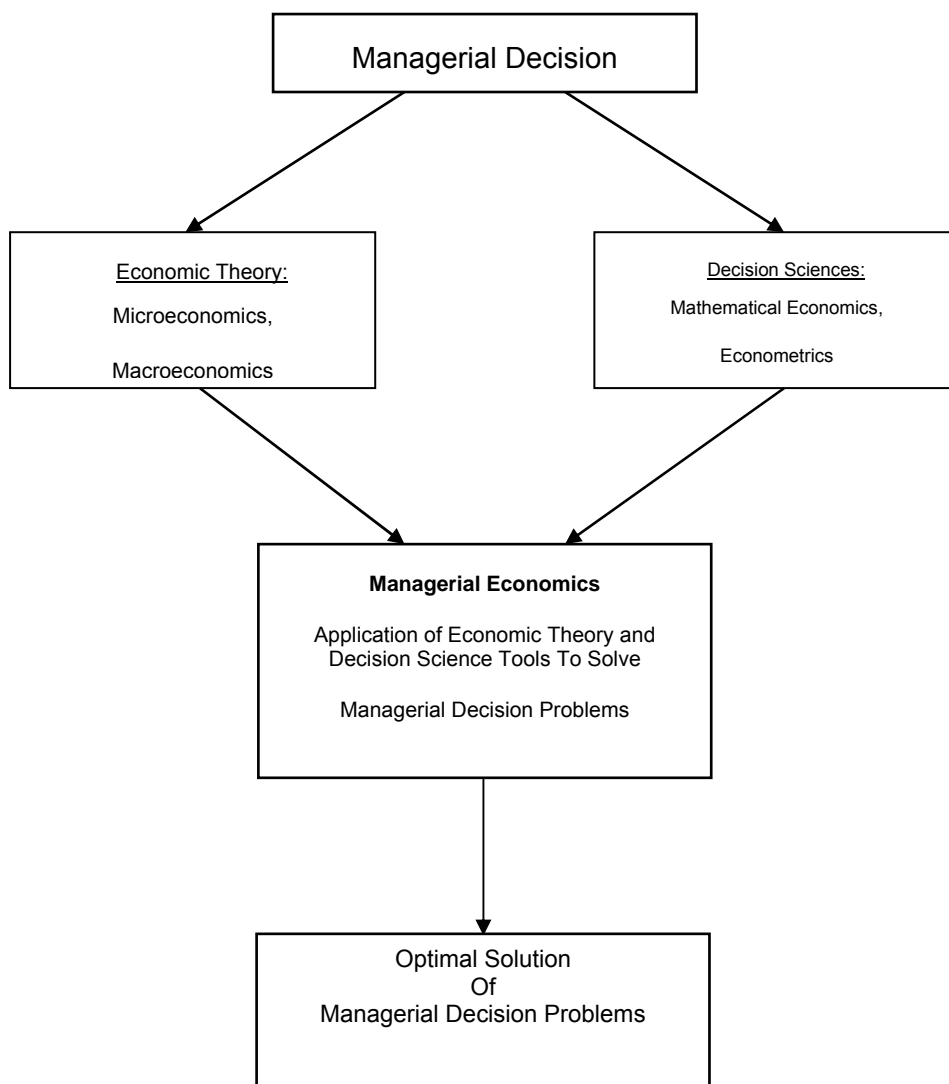 Managerial Decision
Economic Theory:
Microeconomics,
Macroeconomics
Decision Sciences:
Mathematical Economics,
Econometrics
Managerial Economics
Application of Economic Theory and
Decision Science Tools To Solve
Managerial Decision Problems
Optimal Solution
Of
Managerial Decision Problems